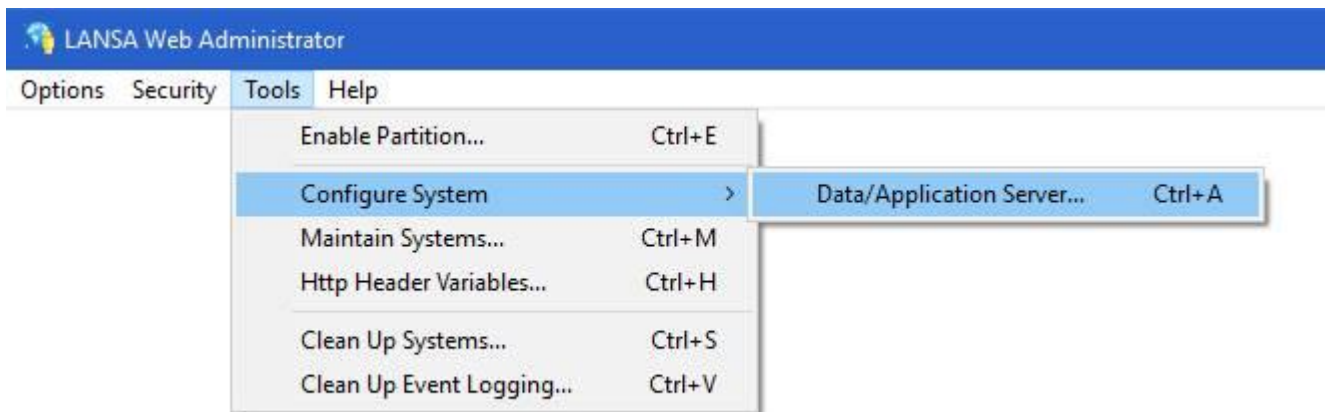 LANSA Web Administrator
Options Security Tools Help
Enable Partition... Ctrl+E
Configure System > Data/Application Server... Ctrl+A
Maintain Systems... Ctrl+M
Http Header Variables... Ctrl+H
Clean Up Systems... Ctrl+S
Clean Up Event Logging... Ctrl+V